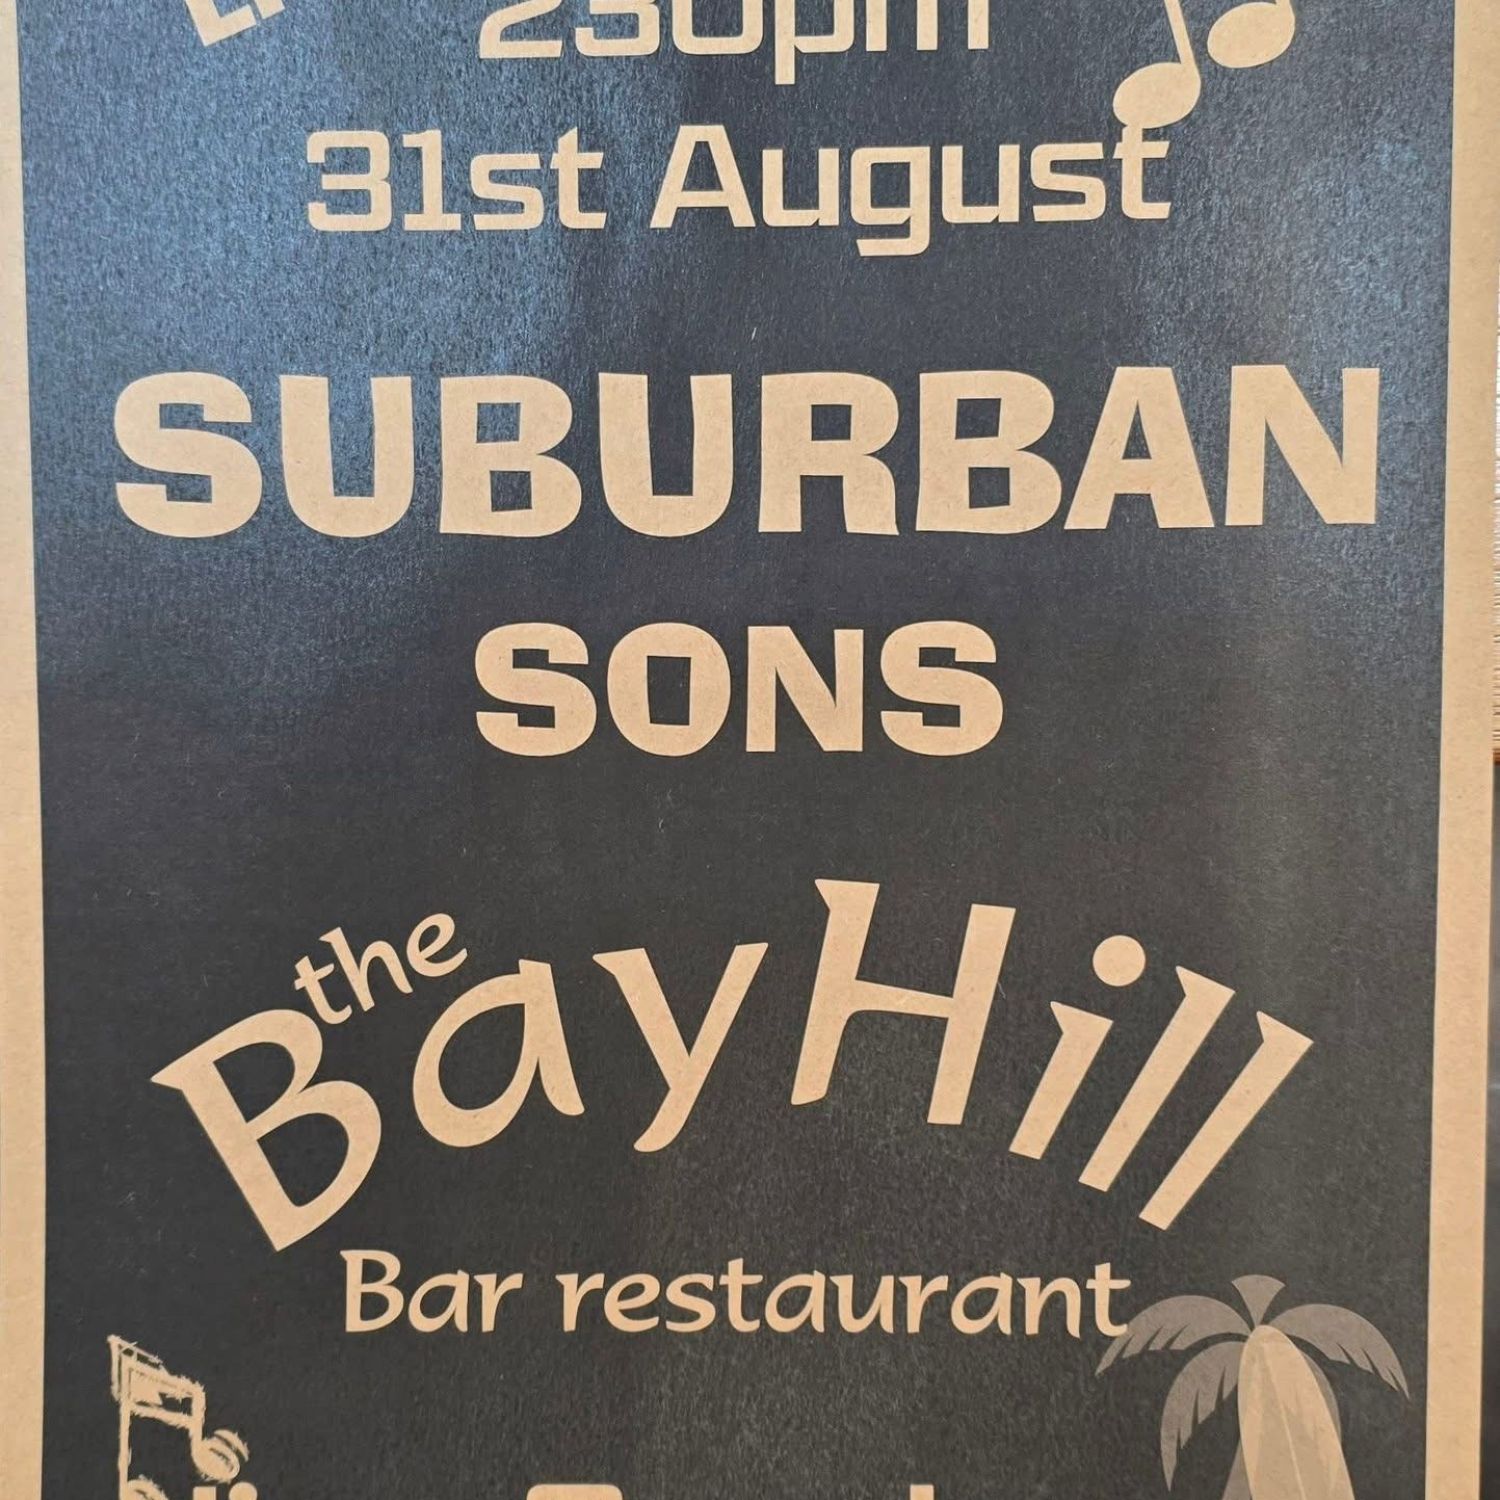 230pm
31st August
SUBURBAN
SONS
the
BayHill
Bar restaurant